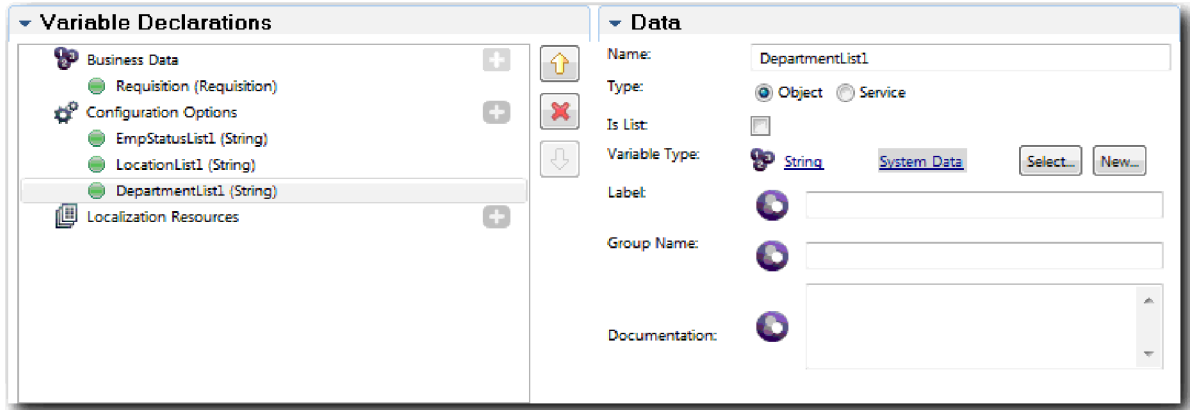 Variable Declarations
Business Data
Requisition (Requisition)
Configuration Options
EmpStatusList1 (String)
LocationList1 (String)
DepartmentList1 (String)
Localization Resources
Data
Name: DepartmentList1
Type: Object Service
Is List:
Variable Type: String System Data Select... New...
Label:
Group Name:
Documentation: